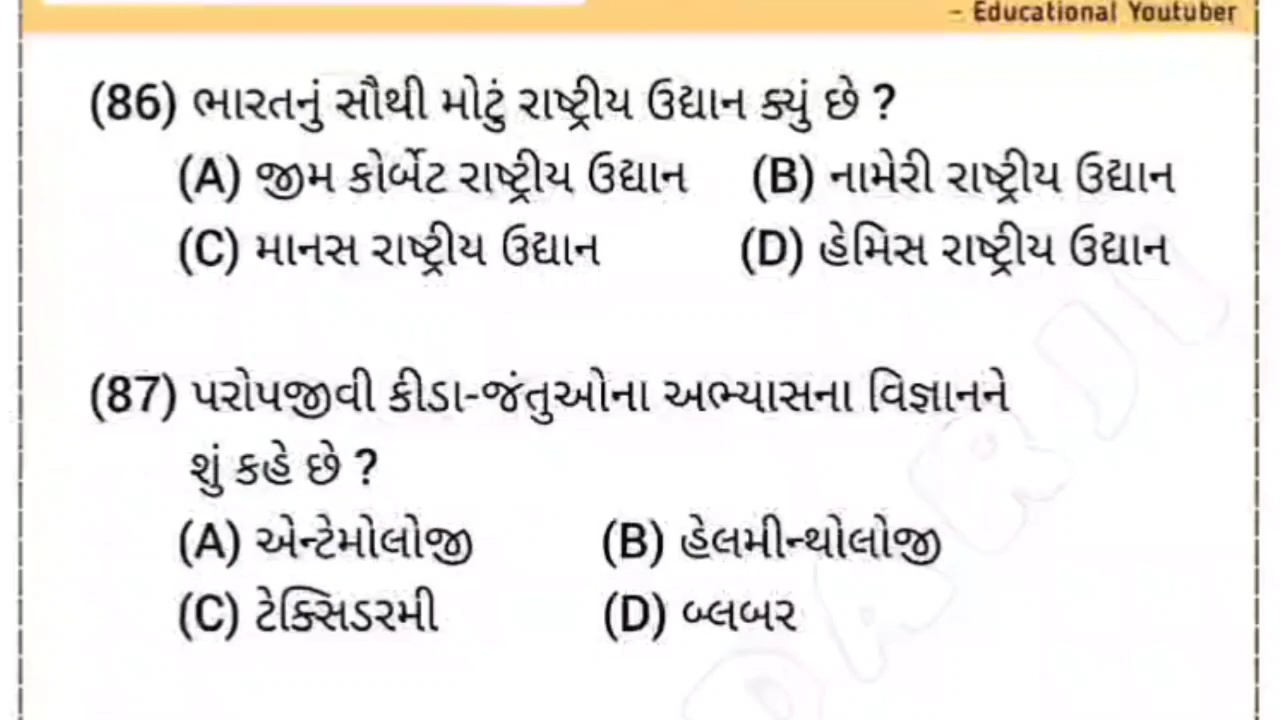 – Educational Youtuber
(86) ભારતનું સૌથી મોટું રાષ્ટ્રીય ઉદ્યાન ક્યું છે ?
(A) જીમ કોર્બેટ રાષ્ટ્રીય ઉદ્યાન (B) નામેરી રાષ્ટ્રીય ઉદ્યાન
(C) માનસ રાષ્ટ્રીય ઉદ્યાન (D) હેમિસ રાષ્ટ્રીય ઉદ્યાન
(87) પરોપજીવી કીડા-જંતુઓના અભ્યાસના વિજ્ઞાનને
શું કહે છે ?
(A) એન્ટેમોલોજી (B) હેલમીન્થોલોજી
(C) ટેક્સિડરમી (D) બ્લબર